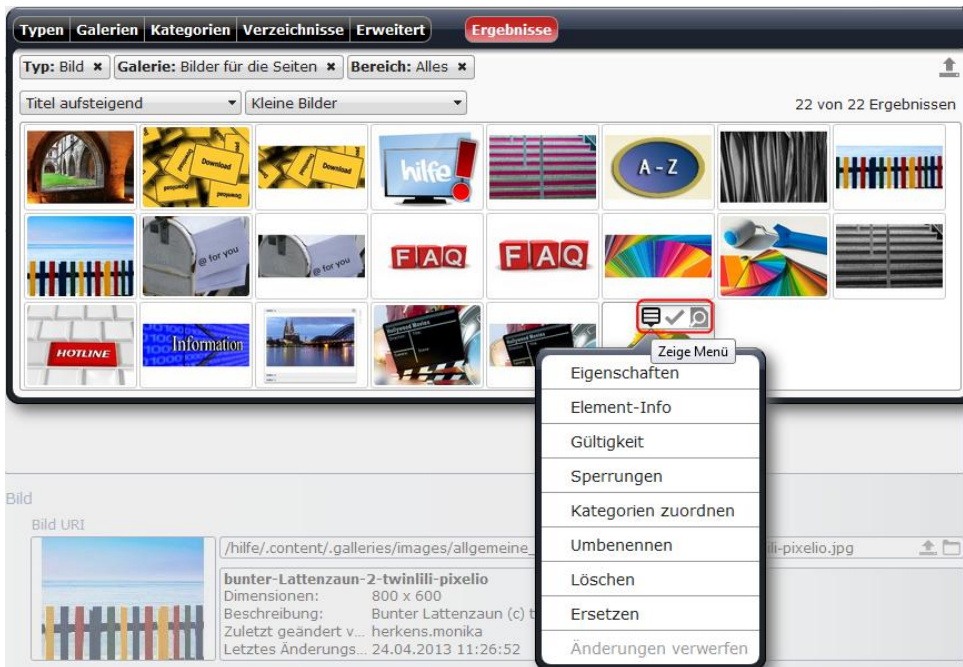 Typen Galerien Kategorien Verzeichnisse Erweitert Ergebnisse
Typ: Bild × Galerie: Bilder für die Seiten × Bereich: Alles ×
Titel aufsteigend Kleine Bilder 22 von 22 Ergebnissen
Download
Download
hilfe!
A - Z
@ for you
@ for you
FAQ
FAQ
HOTLINE
Information
Hollywood Movies
Zeige Menü
Eigenschaften
Element-Info
Gültigkeit
Sperrungen
Kategorien zuordnen
Umbenennen
Löschen
Ersetzen
Änderungen verwerfen
Bild
Bild URI
/hilfe/.content/.galleries/images/allgemeine_ ili-pixelio.jpg
bunter-Lattenzaun-2-twinlili-pixelio
Dimensionen: 800 x 600
Beschreibung: Bunter Lattenzaun (c) t
Zuletzt geändert v... herkens.monika
Letztes Änderungs... 24.04.2013 11:26:52